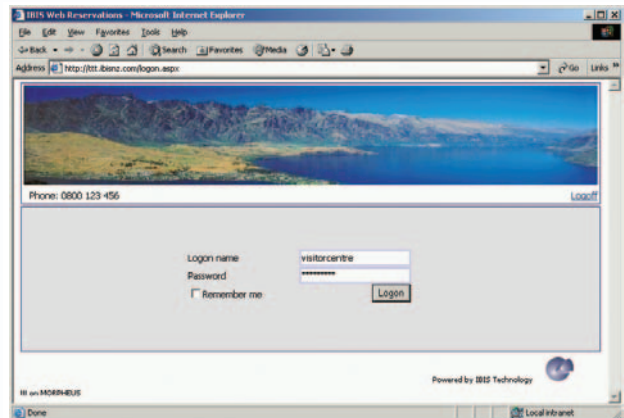 IBIS Web Reservations - Microsoft Internet Explorer
File Edit View Favorites Tools Help
Back Search Favorites Media
Address http://ttt.ibisnz.com/logon.aspx Go Links »
Phone: 0800 123 456 Logoff
Logon name visitorcentre
Password *********
Remember me Logon
Powered by IBIS Technology
on MORPHEUS
Done Local intranet